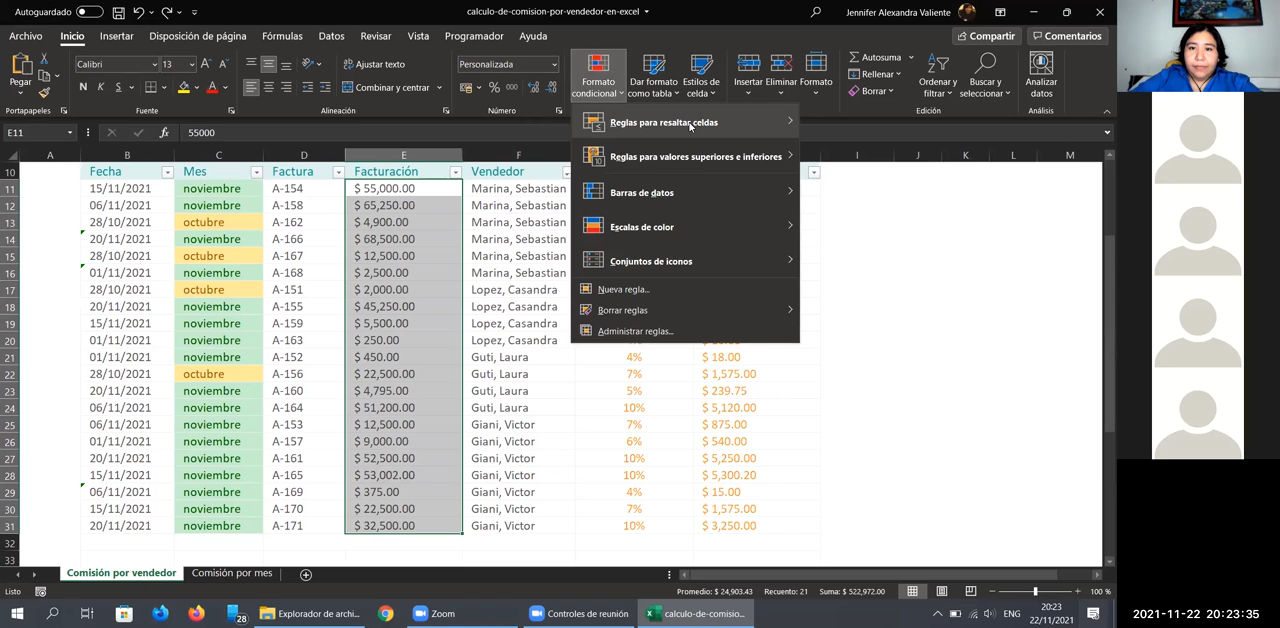 Autoguardado
calculo-de-comision-por-vendedor-en-excel
Jennifer Alexandra Valiente
Archivo Inicio Insertar Disposición de página Fórmulas Datos Revisar Vista Programador Ayuda
Compartir Comentarios
Pegar
Calibri 13
Ajustar texto
Personalizada
N K S
Combinar y centrar
% 000
Formato condicional
Dar formato como tabla
Estilos de celda
Insertar Eliminar Formato
Autosuma
Rellenar
Borrar
Ordenar y filtrar
Buscar y seleccionar
Analizar datos
Portapapeles Fuente Alineación Número Edición Análisis
E11 fx 55000
A B C D E F I J K L M
10 Fecha Mes Factura Facturación Vendedor
11 15/11/2021 noviembre A-154 $ 55,000.00 Marina, Sebastian
12 06/11/2021 noviembre A-158 $ 65,250.00 Marina, Sebastian
13 28/10/2021 octubre A-162 $ 4,900.00 Marina, Sebastian
14 20/11/2021 noviembre A-166 $ 68,500.00 Marina, Sebastian
15 28/10/2021 octubre A-167 $ 12,500.00 Marina, Sebastian
16 01/11/2021 noviembre A-168 $ 2,500.00 Marina, Sebastian
17 28/10/2021 octubre A-151 $ 2,000.00 Lopez, Casandra
18 20/11/2021 noviembre A-155 $ 45,250.00 Lopez, Casandra
19 15/11/2021 noviembre A-159 $ 5,500.00 Lopez, Casandra
20 01/11/2021 noviembre A-163 $ 250.00 Lopez, Casandra
21 01/11/2021 noviembre A-152 $ 450.00 Guti, Laura 4% $ 18.00
22 28/10/2021 octubre A-156 $ 22,500.00 Guti, Laura 7% $ 1,575.00
23 20/11/2021 noviembre A-160 $ 4,795.00 Guti, Laura 5% $ 239.75
24 06/11/2021 noviembre A-164 $ 51,200.00 Guti, Laura 10% $ 5,120.00
25 06/11/2021 noviembre A-153 $ 12,500.00 Giani, Victor 7% $ 875.00
26 01/11/2021 noviembre A-157 $ 9,000.00 Giani, Victor 6% $ 540.00
27 20/11/2021 noviembre A-161 $ 52,500.00 Giani, Victor 10% $ 5,250.00
28 15/11/2021 noviembre A-165 $ 53,002.00 Giani, Victor 10% $ 5,300.20
29 06/11/2021 noviembre A-169 $ 375.00 Giani, Victor 4% $ 15.00
30 15/11/2021 noviembre A-170 $ 22,500.00 Giani, Victor 7% $ 1,575.00
31 20/11/2021 noviembre A-171 $ 32,500.00 Giani, Victor 10% $ 3,250.00
32
33
Reglas para resaltar celdas
Reglas para valores superiores e inferiores
Barras de datos
Escalas de color
Conjuntos de iconos
Nueva regla...
Borrar reglas
Administrar reglas...
Comisión por vendedor Comisión por mes
Listo
Promedio: $ 24,903.43 Recuento: 21 Suma: $ 522,972.00
100 %
28
Explorador de archi...
Zoom
Controles de reunión
calculo-de-comisio...
ENG
20:23
22/11/2021
2021-11-22 20:23:35